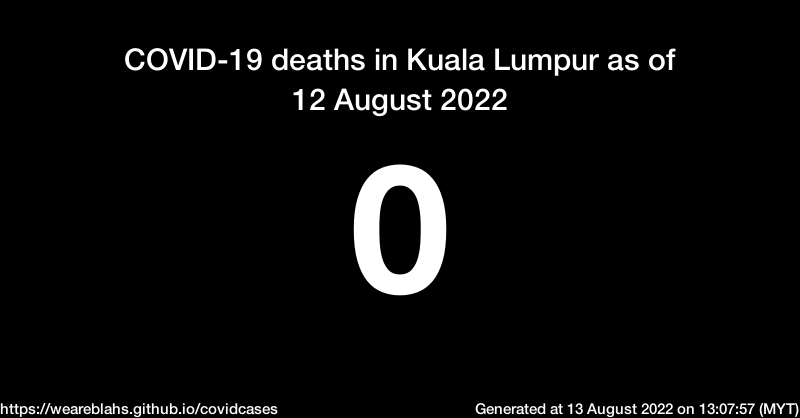 COVID-19 deaths in Kuala Lumpur as of
12 August 2022
0
https://weareblahs.github.io/covidcases
Generated at 13 August 2022 on 13:07:57 (MYT)